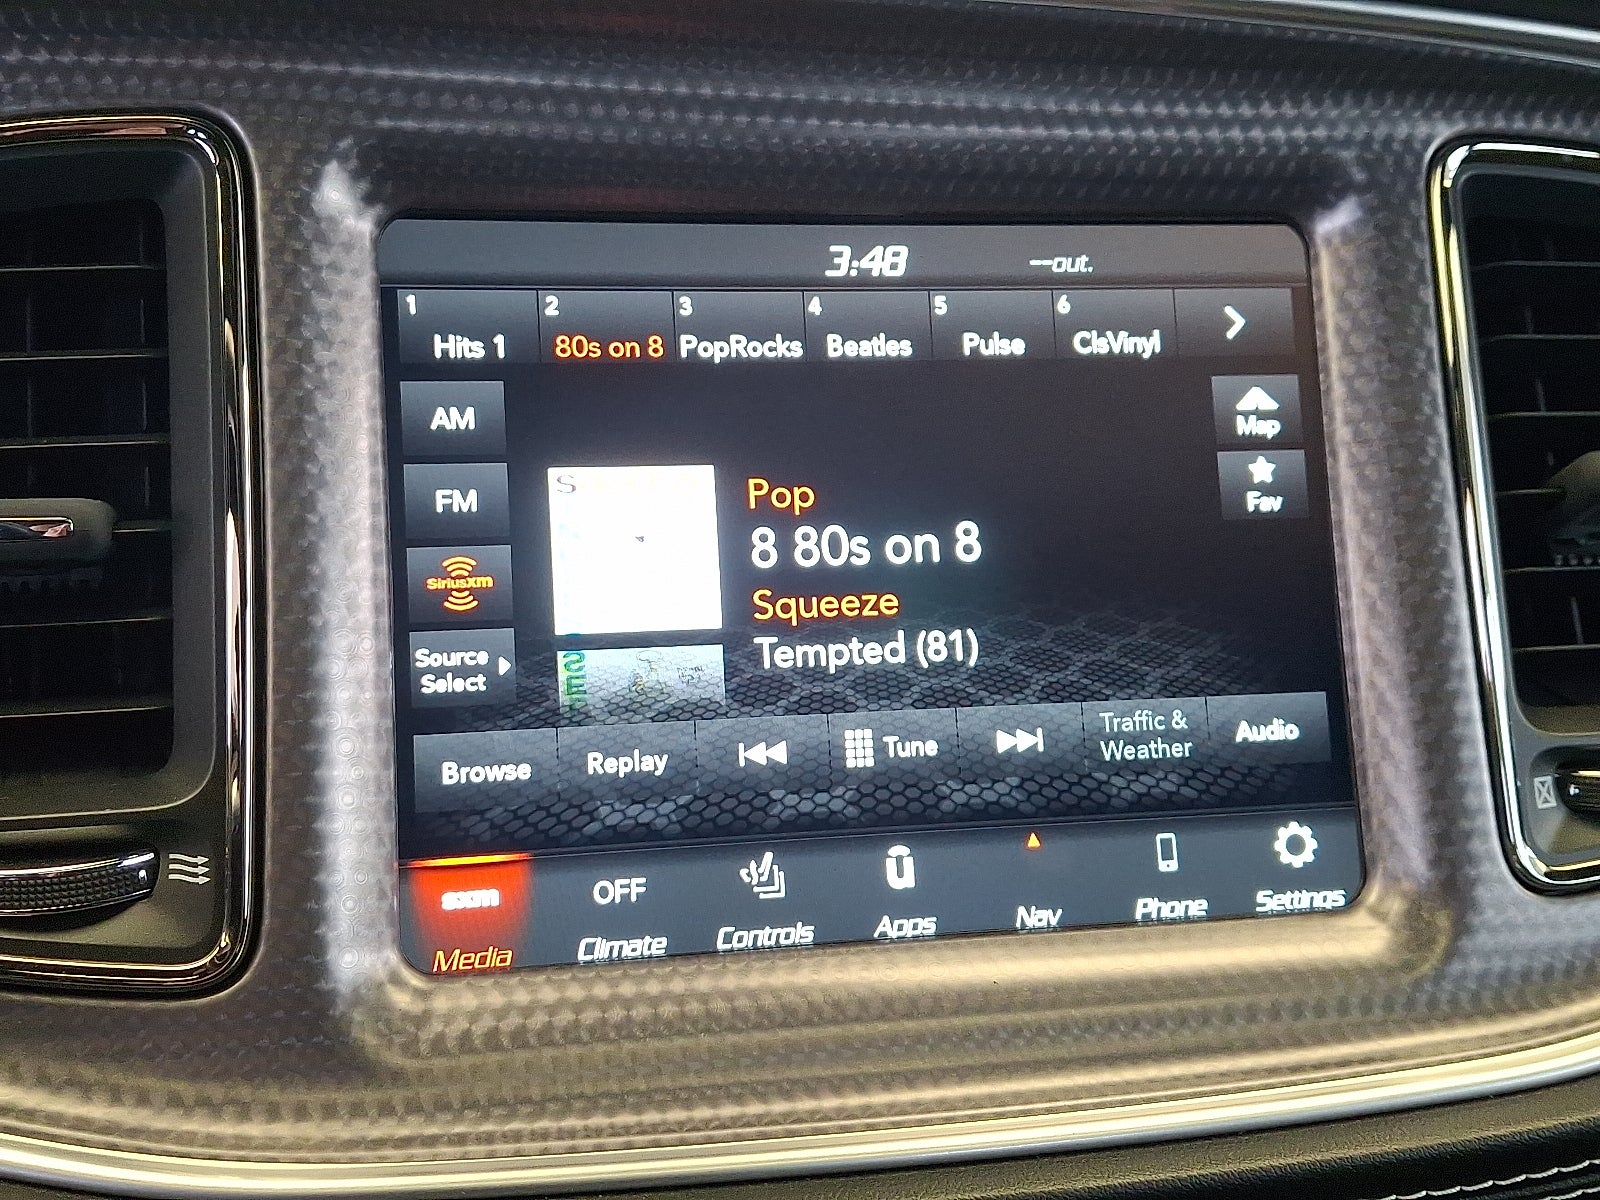 3:48 --out.
1 2 3 4 5 6
Hits 1 80s on 8 PopRocks Beatles Pulse ClsVinyl
AM
Map
FM
Fav
SiriusXM
Source
Select
S
Pop
8 80s on 8
Squeeze
Tempted (81)
Browse Replay Tune Traffic &
Weather Audio
sxm OFF
Media Climate Controls Apps Nav Phone Settings